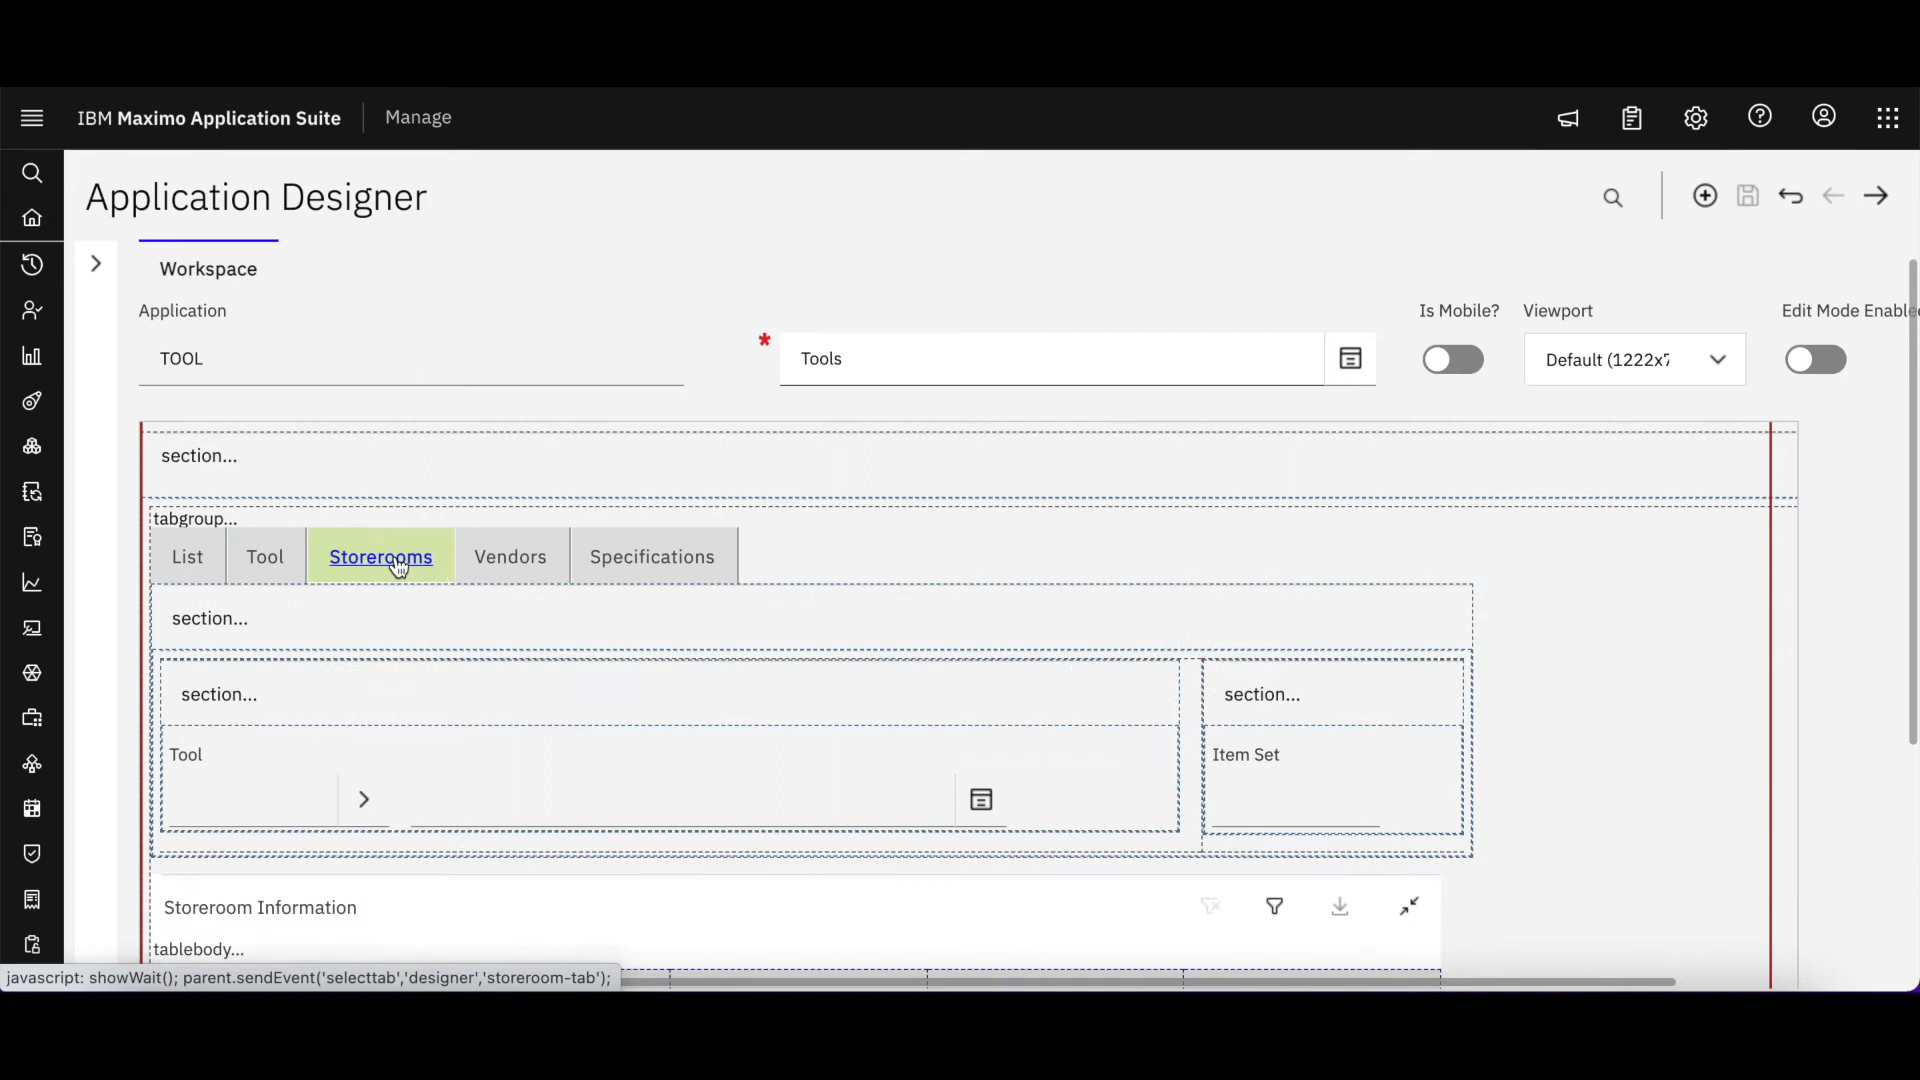 IBM Maximo Application Suite
Manage
Application Designer
Workspace
Application
Is Mobile?
Viewport
Edit Mode Enable
TOOL
*
Tools
Default (1222x7
section...
tabgroup...
List
Tool
Storerooms
Vendors
Specifications
section...
section...
section...
Tool
Item Set
Storeroom Information
tablebody...
javascript: showWait(); parent.sendEvent('selecttab','designer','storeroom-tab');